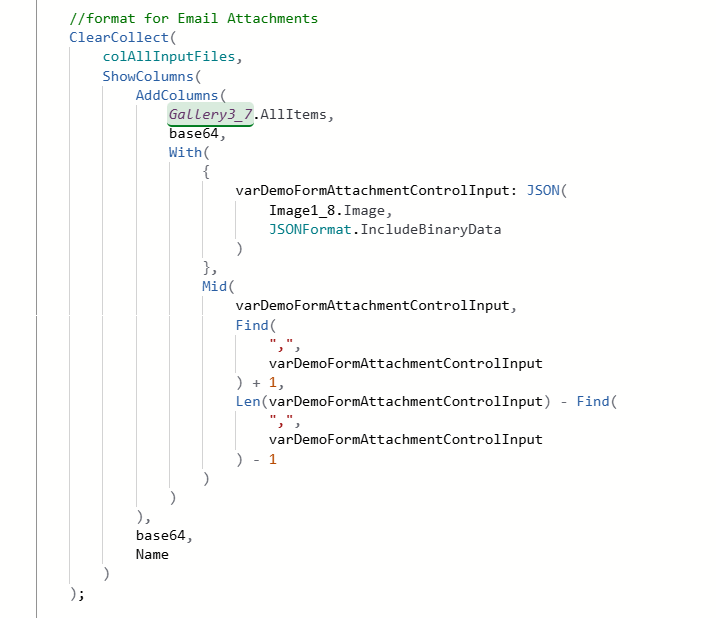 //format for Email Attachments
ClearCollect(
colAllInputFiles,
ShowColumns(
AddColumns(
Gallery3_7.AllItems,
base64,
With(
{
varDemoFormAttachmentControlInput: JSON(
Image1_8.Image,
JSONFormat.IncludeBinaryData
)
},
Mid(
varDemoFormAttachmentControlInput,
Find(
",",
varDemoFormAttachmentControlInput
) + 1,
Len(varDemoFormAttachmentControlInput) - Find(
",",
varDemoFormAttachmentControlInput
) - 1
)
)
),
base64,
Name
)
);